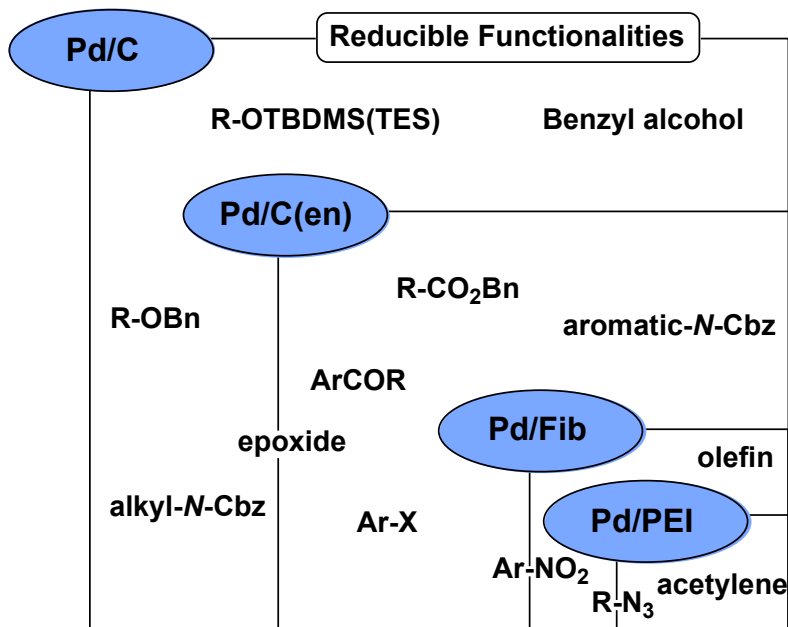 Pd/C
Reducible Functionalities
R-OTBDMS(TES)
Benzyl alcohol
Pd/C(en)
R-CO₂Bn
R-OBn
aromatic-N-Cbz
ArCOR
Pd/Fib
epoxide
olefin
alkyl-N-Cbz
Ar-X
Pd/PEI
Ar-NO₂
acetylene
R-N₃